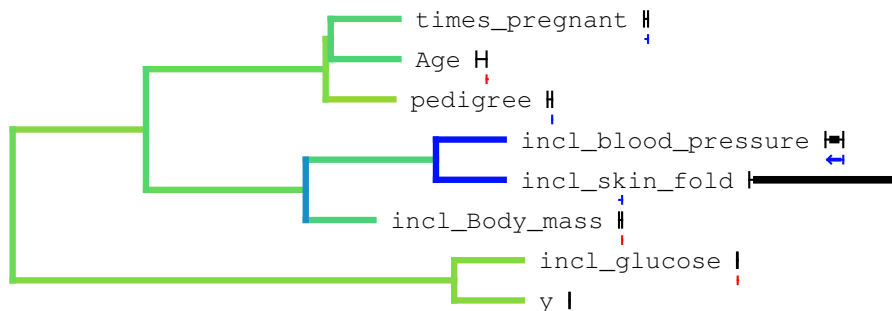 times_pregnant
Age
pedigree
incl_blood_pressure
incl_skin_fold
incl_Body_mass
incl_glucose
y